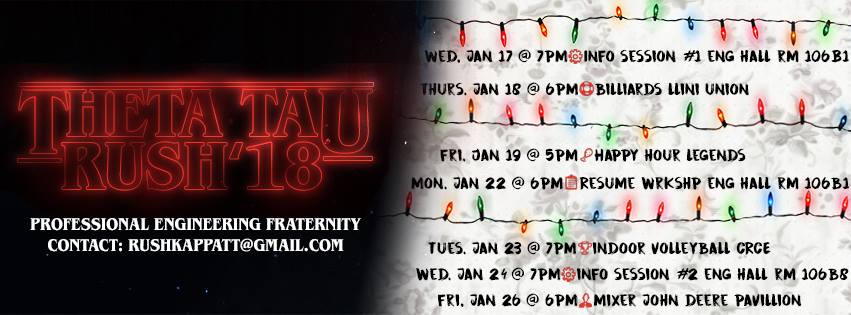 THETA TAU
RUSH'18
PROFESSIONAL ENGINEERING FRATERNITY
CONTACT: RUSHKAPPATT@GMAIL.COM
WED, JAN 17 @ 7PM INFO SESSION #1 ENG HALL RM 106B1
THURS, JAN 18 @ 6PM BILLIARDS LLINI UNION
FRI, JAN 19 @ 5PM HAPPY HOUR LEGENDS
MON, JAN 22 @ 6PM RESUME WRKSHP ENG HALL RM 106B1
TUES, JAN 23 @ 7PM INDOOR VOLLEYBALL CRCE
WED, JAN 24 @ 7PM INFO SESSION #2 ENG HALL RM 106B8
FRI, JAN 26 @ 6PM MIXER JOHN DEERE PAVILLION